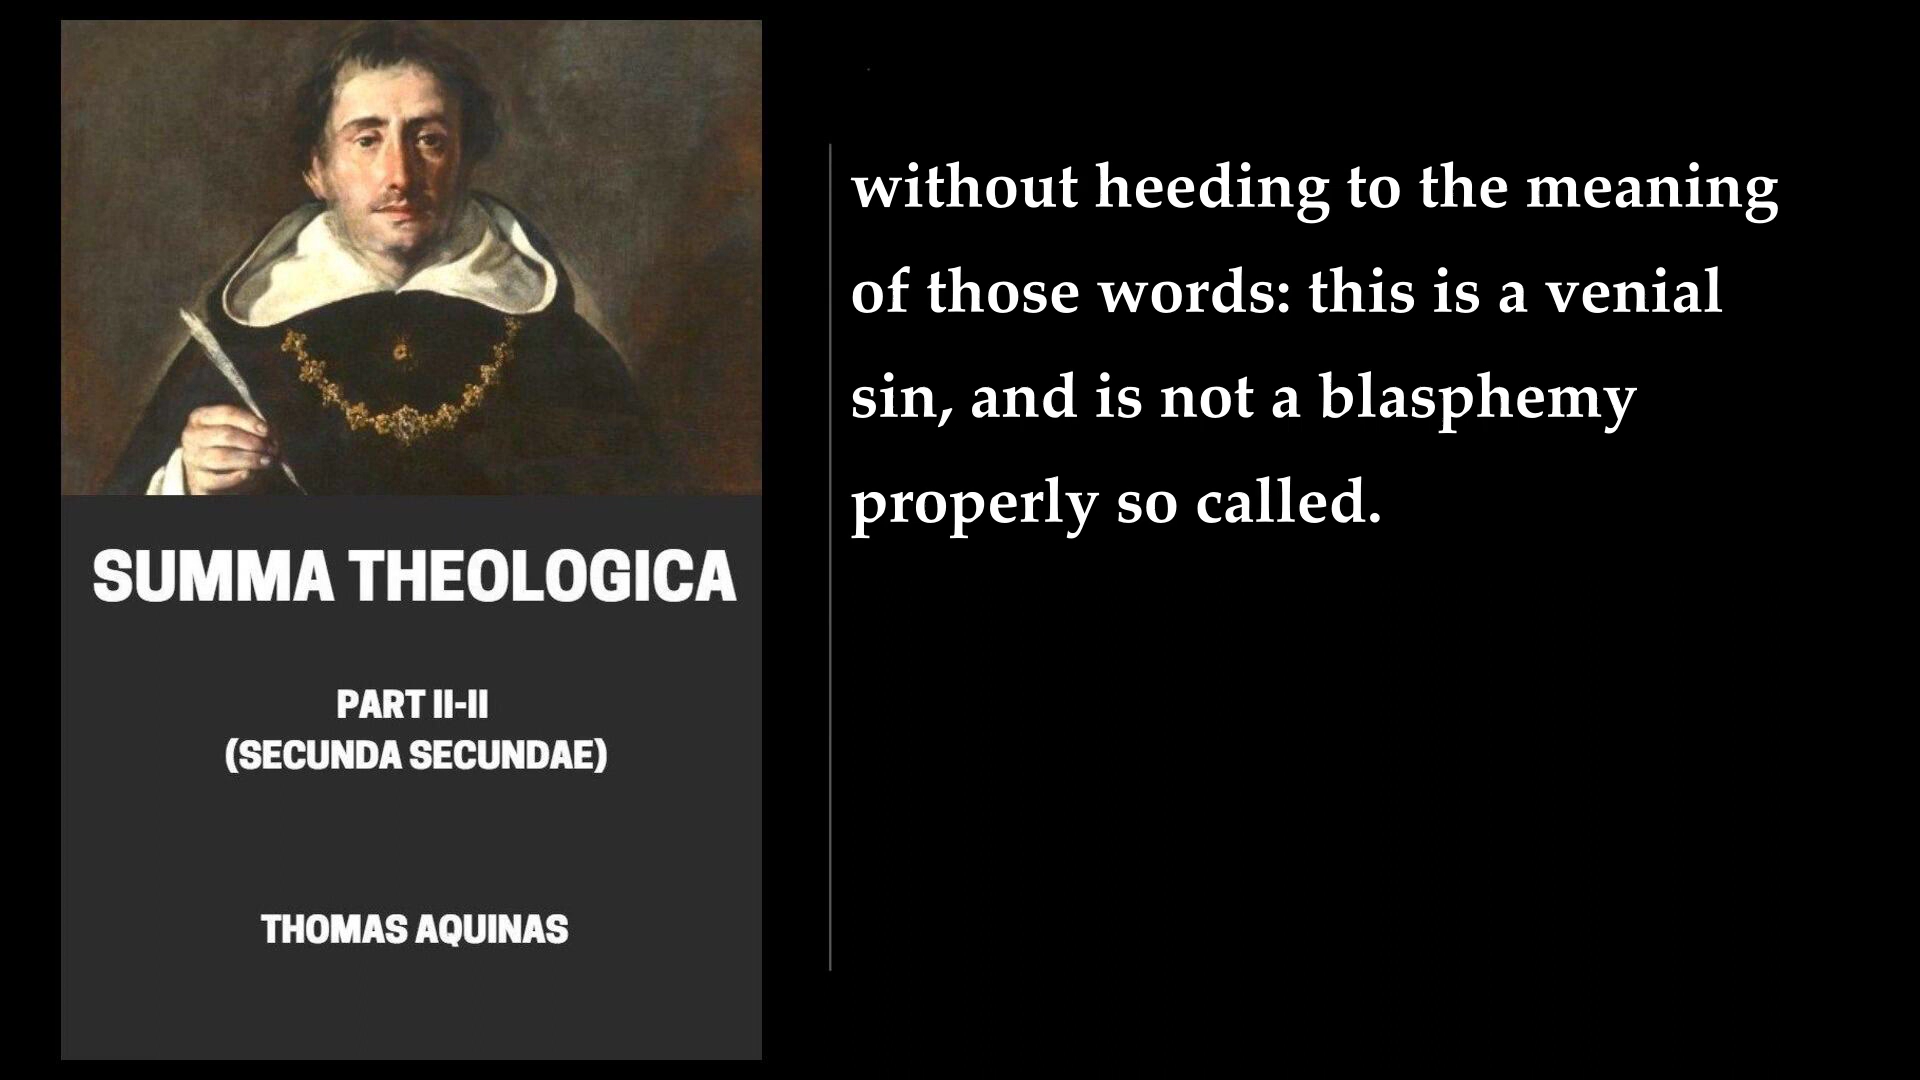 SUMMA THEOLOGICA
PART II-II
(SECUNDA SECUNDAE)
THOMAS AQUINAS
without heeding to the meaning
of those words: this is a venial
sin, and is not a blasphemy
properly so called.